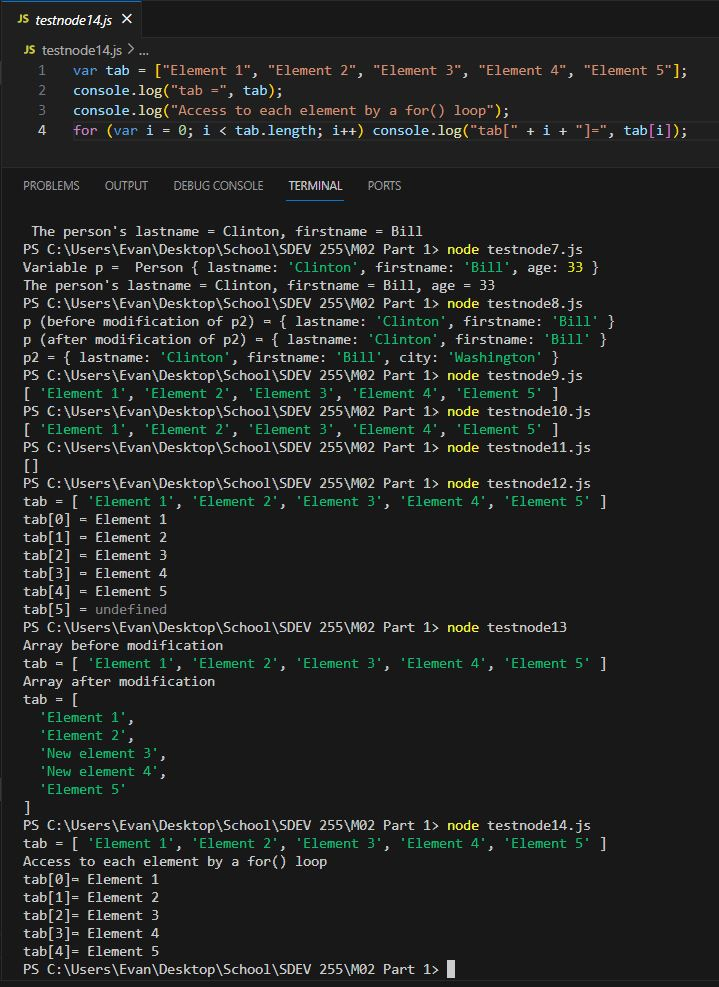 JS testnode14.js ×
JS testnode14.js > ...
1 var tab = ["Element 1", "Element 2", "Element 3", "Element 4", "Element 5"];
2 console.log("tab =", tab);
3 console.log("Access to each element by a for() loop");
4 for (var i = 0; i < tab.length; i++) console.log("tab[" + i + "]=", tab[i]);
PROBLEMS OUTPUT DEBUG CONSOLE TERMINAL PORTS
The person's lastname = Clinton, firstname = Bill
PS C:\Users\Evan\Desktop\School\SDEV 255\M02 Part 1> node testnode7.js
Variable p =  Person { lastname: 'Clinton', firstname: 'Bill', age: 33 }
The person's lastname = Clinton, firstname = Bill, age = 33
PS C:\Users\Evan\Desktop\School\SDEV 255\M02 Part 1> node testnode8.js
p (before modification of p2) = { lastname: 'Clinton', firstname: 'Bill' }
p (after modification of p2) = { lastname: 'Clinton', firstname: 'Bill' }
p2 = { lastname: 'Clinton', firstname: 'Bill', city: 'Washington' }
PS C:\Users\Evan\Desktop\School\SDEV 255\M02 Part 1> node testnode9.js
[ 'Element 1', 'Element 2', 'Element 3', 'Element 4', 'Element 5' ]
PS C:\Users\Evan\Desktop\School\SDEV 255\M02 Part 1> node testnode10.js
[ 'Element 1', 'Element 2', 'Element 3', 'Element 4', 'Element 5' ]
PS C:\Users\Evan\Desktop\School\SDEV 255\M02 Part 1> node testnode11.js
[]
PS C:\Users\Evan\Desktop\School\SDEV 255\M02 Part 1> node testnode12.js
tab = [ 'Element 1', 'Element 2', 'Element 3', 'Element 4', 'Element 5' ]
tab[0] = Element 1
tab[1] = Element 2
tab[2] = Element 3
tab[3] = Element 4
tab[4] = Element 5
tab[5] = undefined
PS C:\Users\Evan\Desktop\School\SDEV 255\M02 Part 1> node testnode13
Array before modification
tab = [ 'Element 1', 'Element 2', 'Element 3', 'Element 4', 'Element 5' ]
Array after modification
tab = [
'Element 1',
'Element 2',
'New element 3',
'New element 4',
'Element 5'
]
PS C:\Users\Evan\Desktop\School\SDEV 255\M02 Part 1> node testnode14.js
tab = [ 'Element 1', 'Element 2', 'Element 3', 'Element 4', 'Element 5' ]
Access to each element by a for() loop
tab[0]= Element 1
tab[1]= Element 2
tab[2]= Element 3
tab[3]= Element 4
tab[4]= Element 5
PS C:\Users\Evan\Desktop\School\SDEV 255\M02 Part 1>